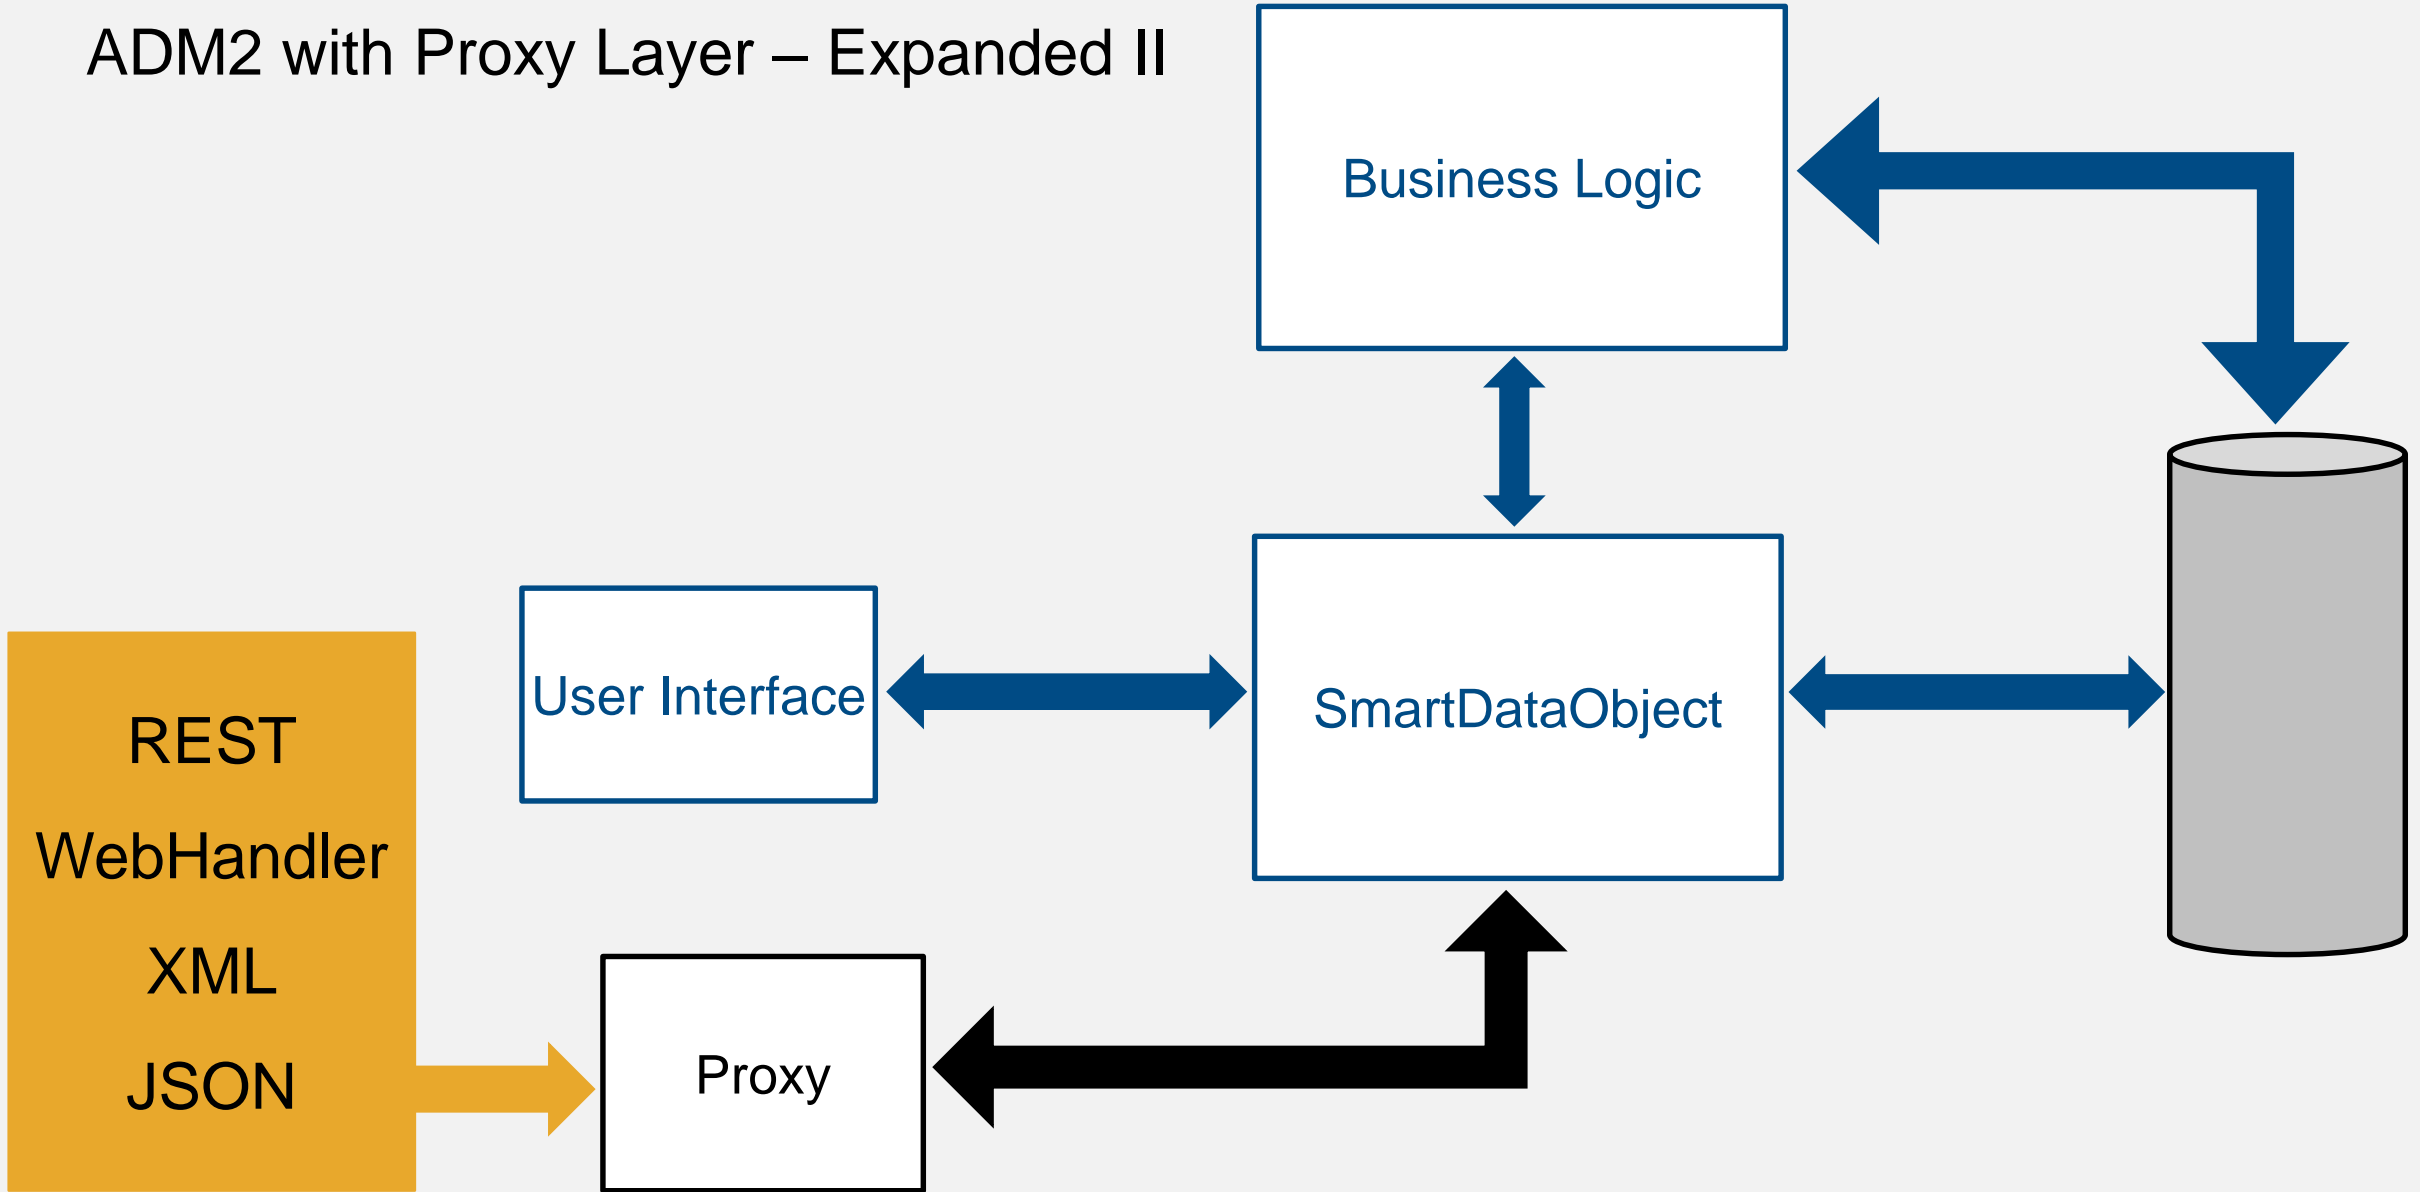 ADM2 with Proxy Layer – Expanded II
Business Logic
User Interface
SmartDataObject
REST
WebHandler
XML
JSON
Proxy